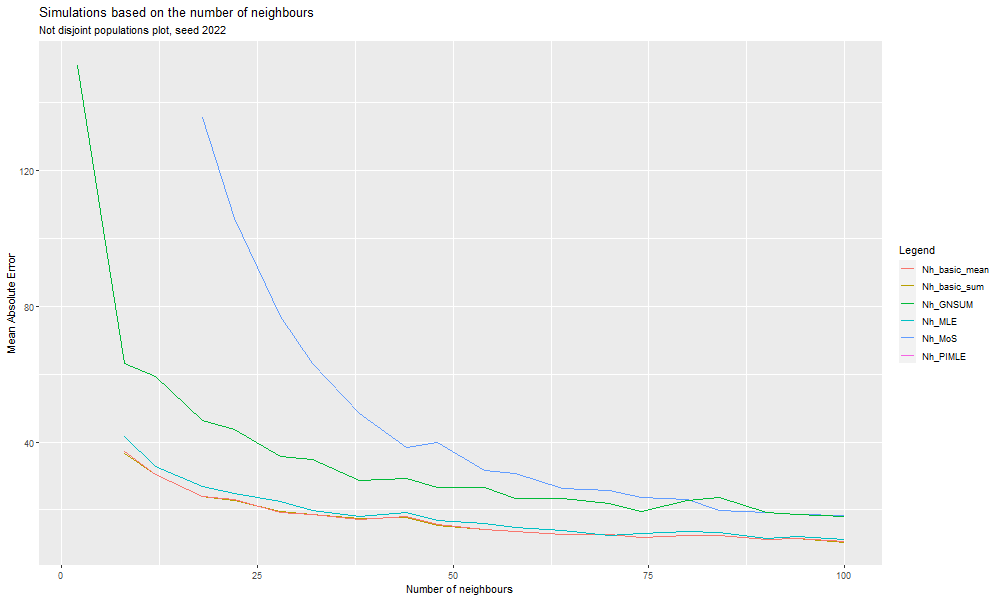 Simulations based on the number of neighbours
Not disjoint populations plot, seed 2022
120
80
40
Mean Absolute Error
0
25
50
75
100
Number of neighbours
Legend
Nh_basic_mean
Nh_basic_sum
Nh_GNSUM
Nh_MLE
Nh_MoS
Nh_PIMLE